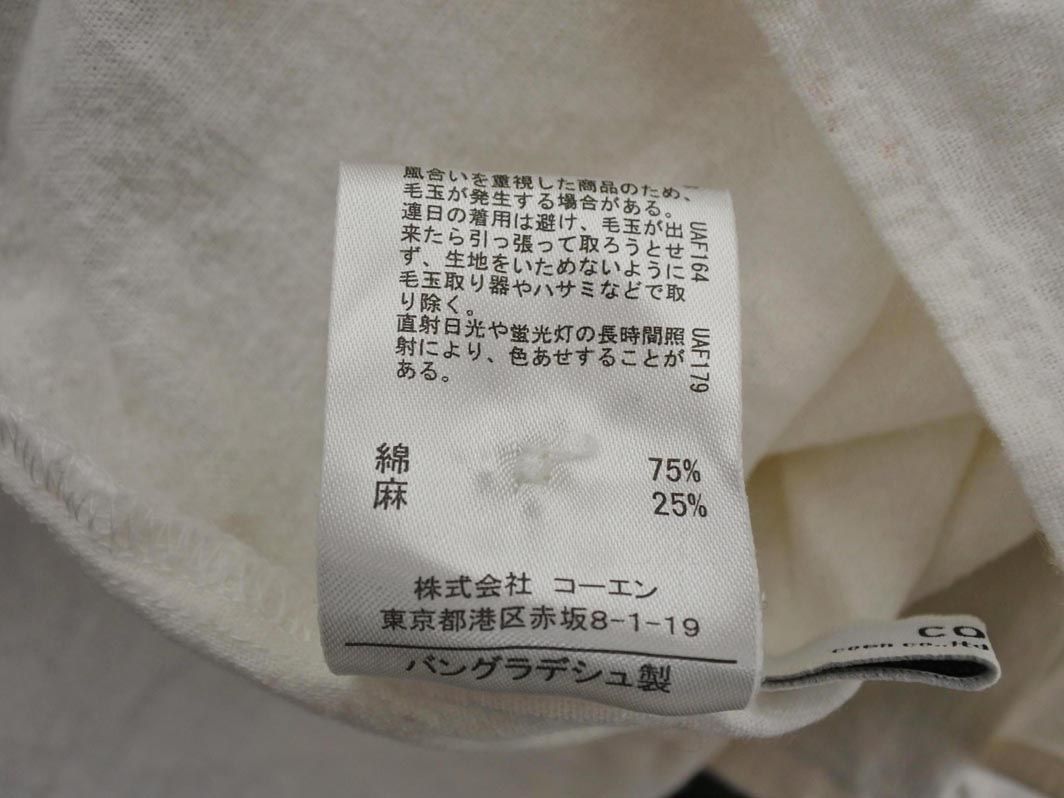 風合いを重視した商品のため、
毛玉が発生する場合がある。
連日の着用は避け、毛玉が出
来たら引っ張って取ろうとせ
ず、生地をいためないように
毛玉取り器やハサミなどで取
り除く。
直射日光や蛍光灯の長時間照
射により、色あせすることが
ある。
UAF164
UAF179
綿 75%
麻 25%
株式会社 コーエン
東京都港区赤坂8-1-19
バングラデシュ製
CO
coen co.,ltd